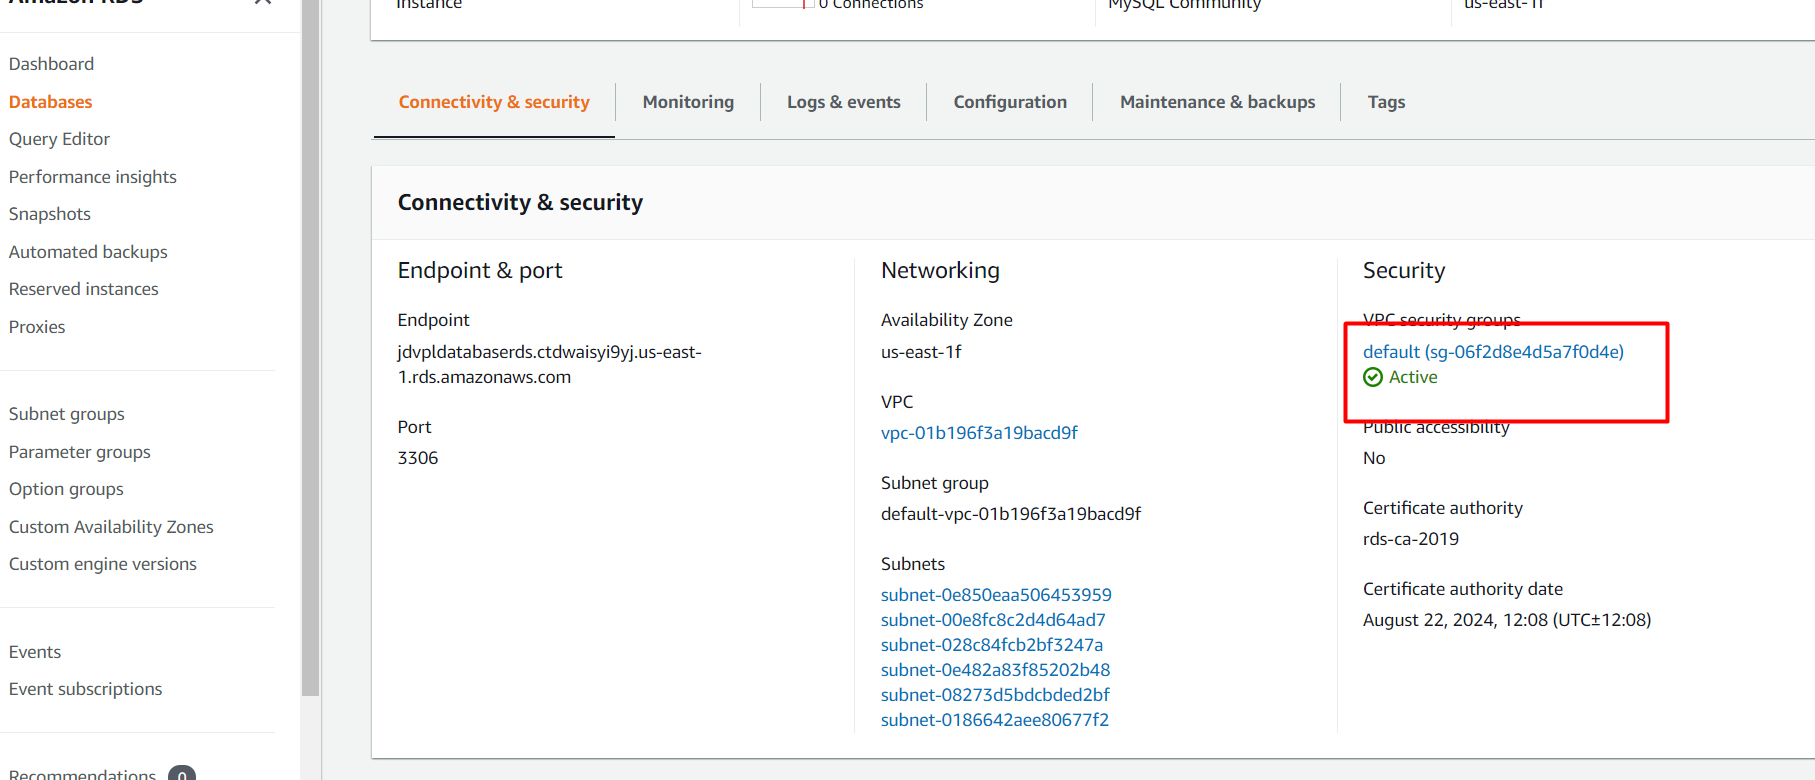 Amazon RDS
Dashboard
Databases
Query Editor
Performance insights
Snapshots
Automated backups
Reserved instances
Proxies
Subnet groups
Parameter groups
Option groups
Custom Availability Zones
Custom engine versions
Events
Event subscriptions
Recommendations 0
Instance
0 Connections
MySQL Community
us-east-1f
Connectivity & security
Monitoring
Logs & events
Configuration
Maintenance & backups
Tags
Connectivity & security
Endpoint & port
Endpoint
jdvpldatabaserds.ctdwaisyi9yj.us-east-
1.rds.amazonaws.com
Port
3306
Networking
Availability Zone
us-east-1f
VPC
vpc-01b196f3a19bacd9f
Subnet group
default-vpc-01b196f3a19bacd9f
Subnets
subnet-0e850eaa506453959
subnet-00e8fc8c2d4d64ad7
subnet-028c84fcb2bf3247a
subnet-0e482a83f85202b48
subnet-08273d5bdcbded2bf
subnet-0186642aee80677f2
Security
VPC security groups
default (sg-06f2d8e4d5a7f0d4e)
Active
Public accessibility
No
Certificate authority
rds-ca-2019
Certificate authority date
August 22, 2024, 12:08 (UTC±12:08)